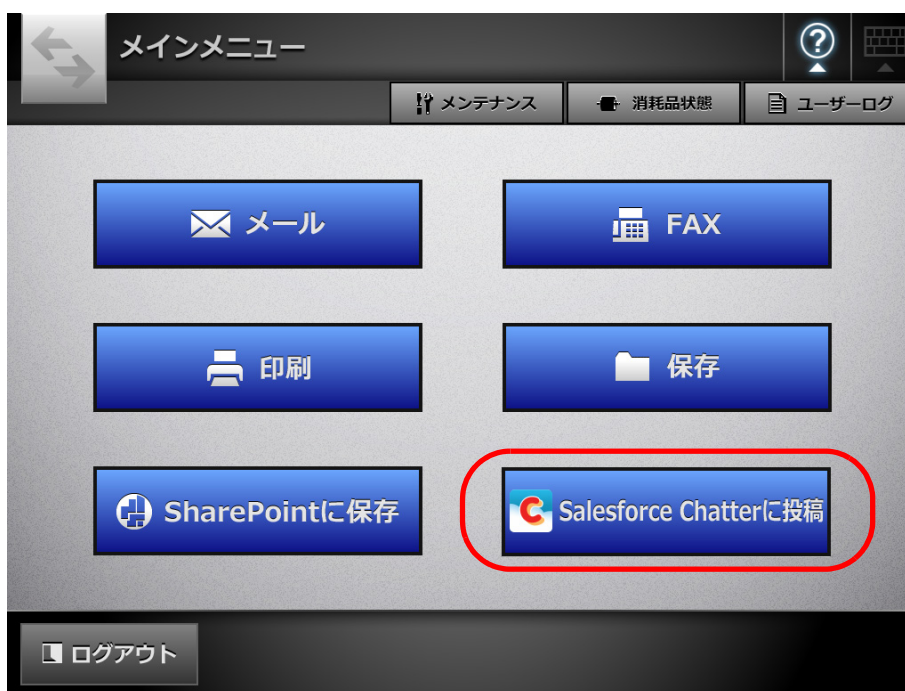 メインメニュー
?
メンテナンス
消耗品状態
ユーザーログ
メール
FAX
印刷
保存
SharePointに保存
Salesforce Chatterに投稿
ログアウト